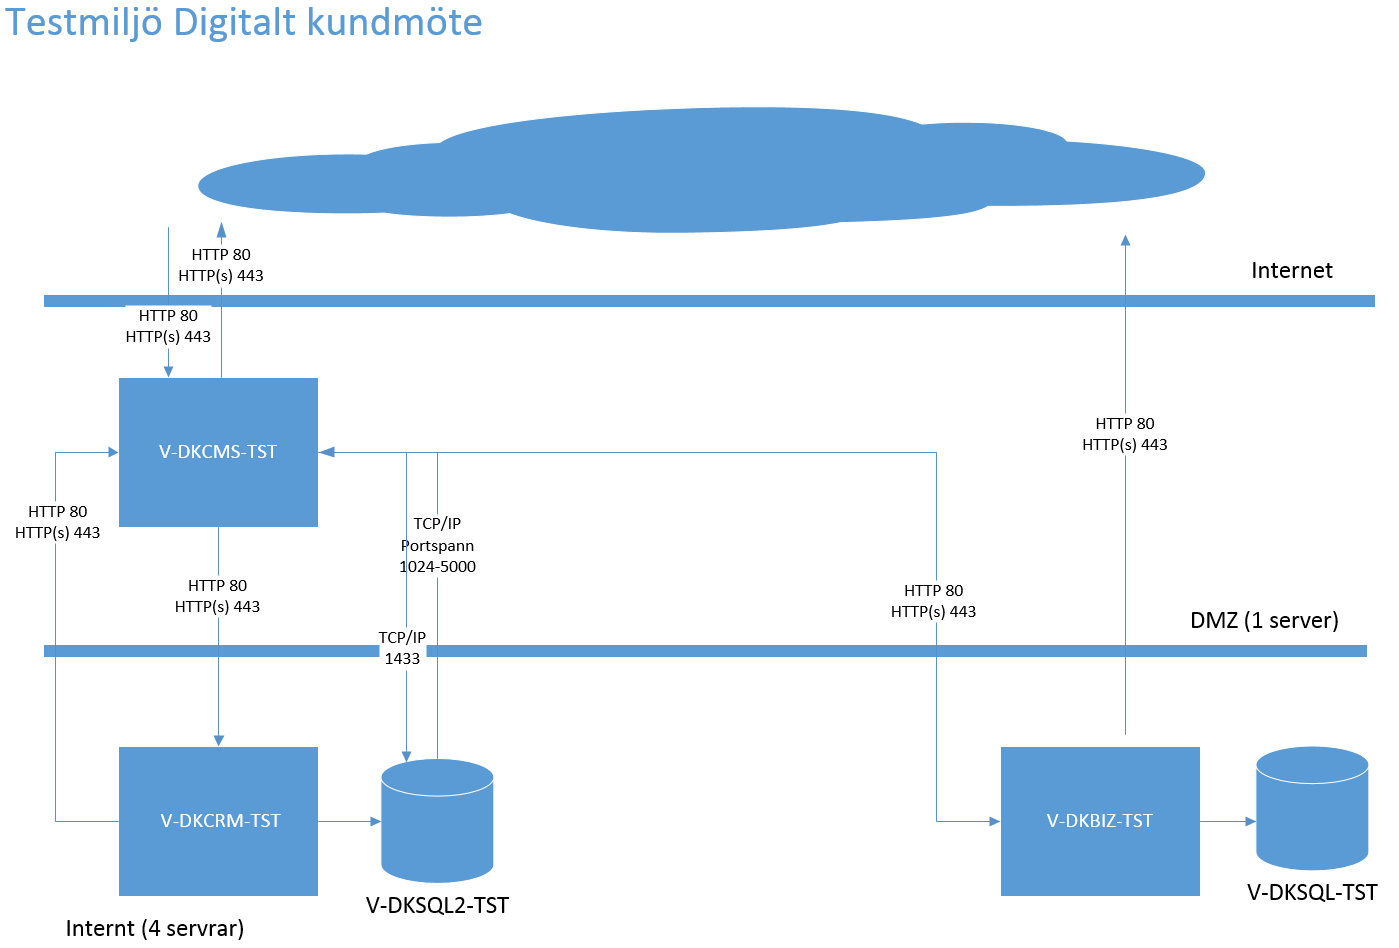 Testmiljö Digitalt kundmöte
HTTP 80
HTTP(s) 443
Internet
HTTP 80
HTTP(s) 443
HTTP 80
HTTP(s) 443
V-DKCMS-TST
HTTP 80
HTTP(s) 443
TCP/IP
Portspann
1024-5000
HTTP 80
HTTP(s) 443
HTTP 80
HTTP(s) 443
DMZ (1 server)
TCP/IP
1433
V-DKCRM-TST
V-DKBIZ-TST
V-DKSQL-TST
V-DKSQL2-TST
Internt (4 servrar)